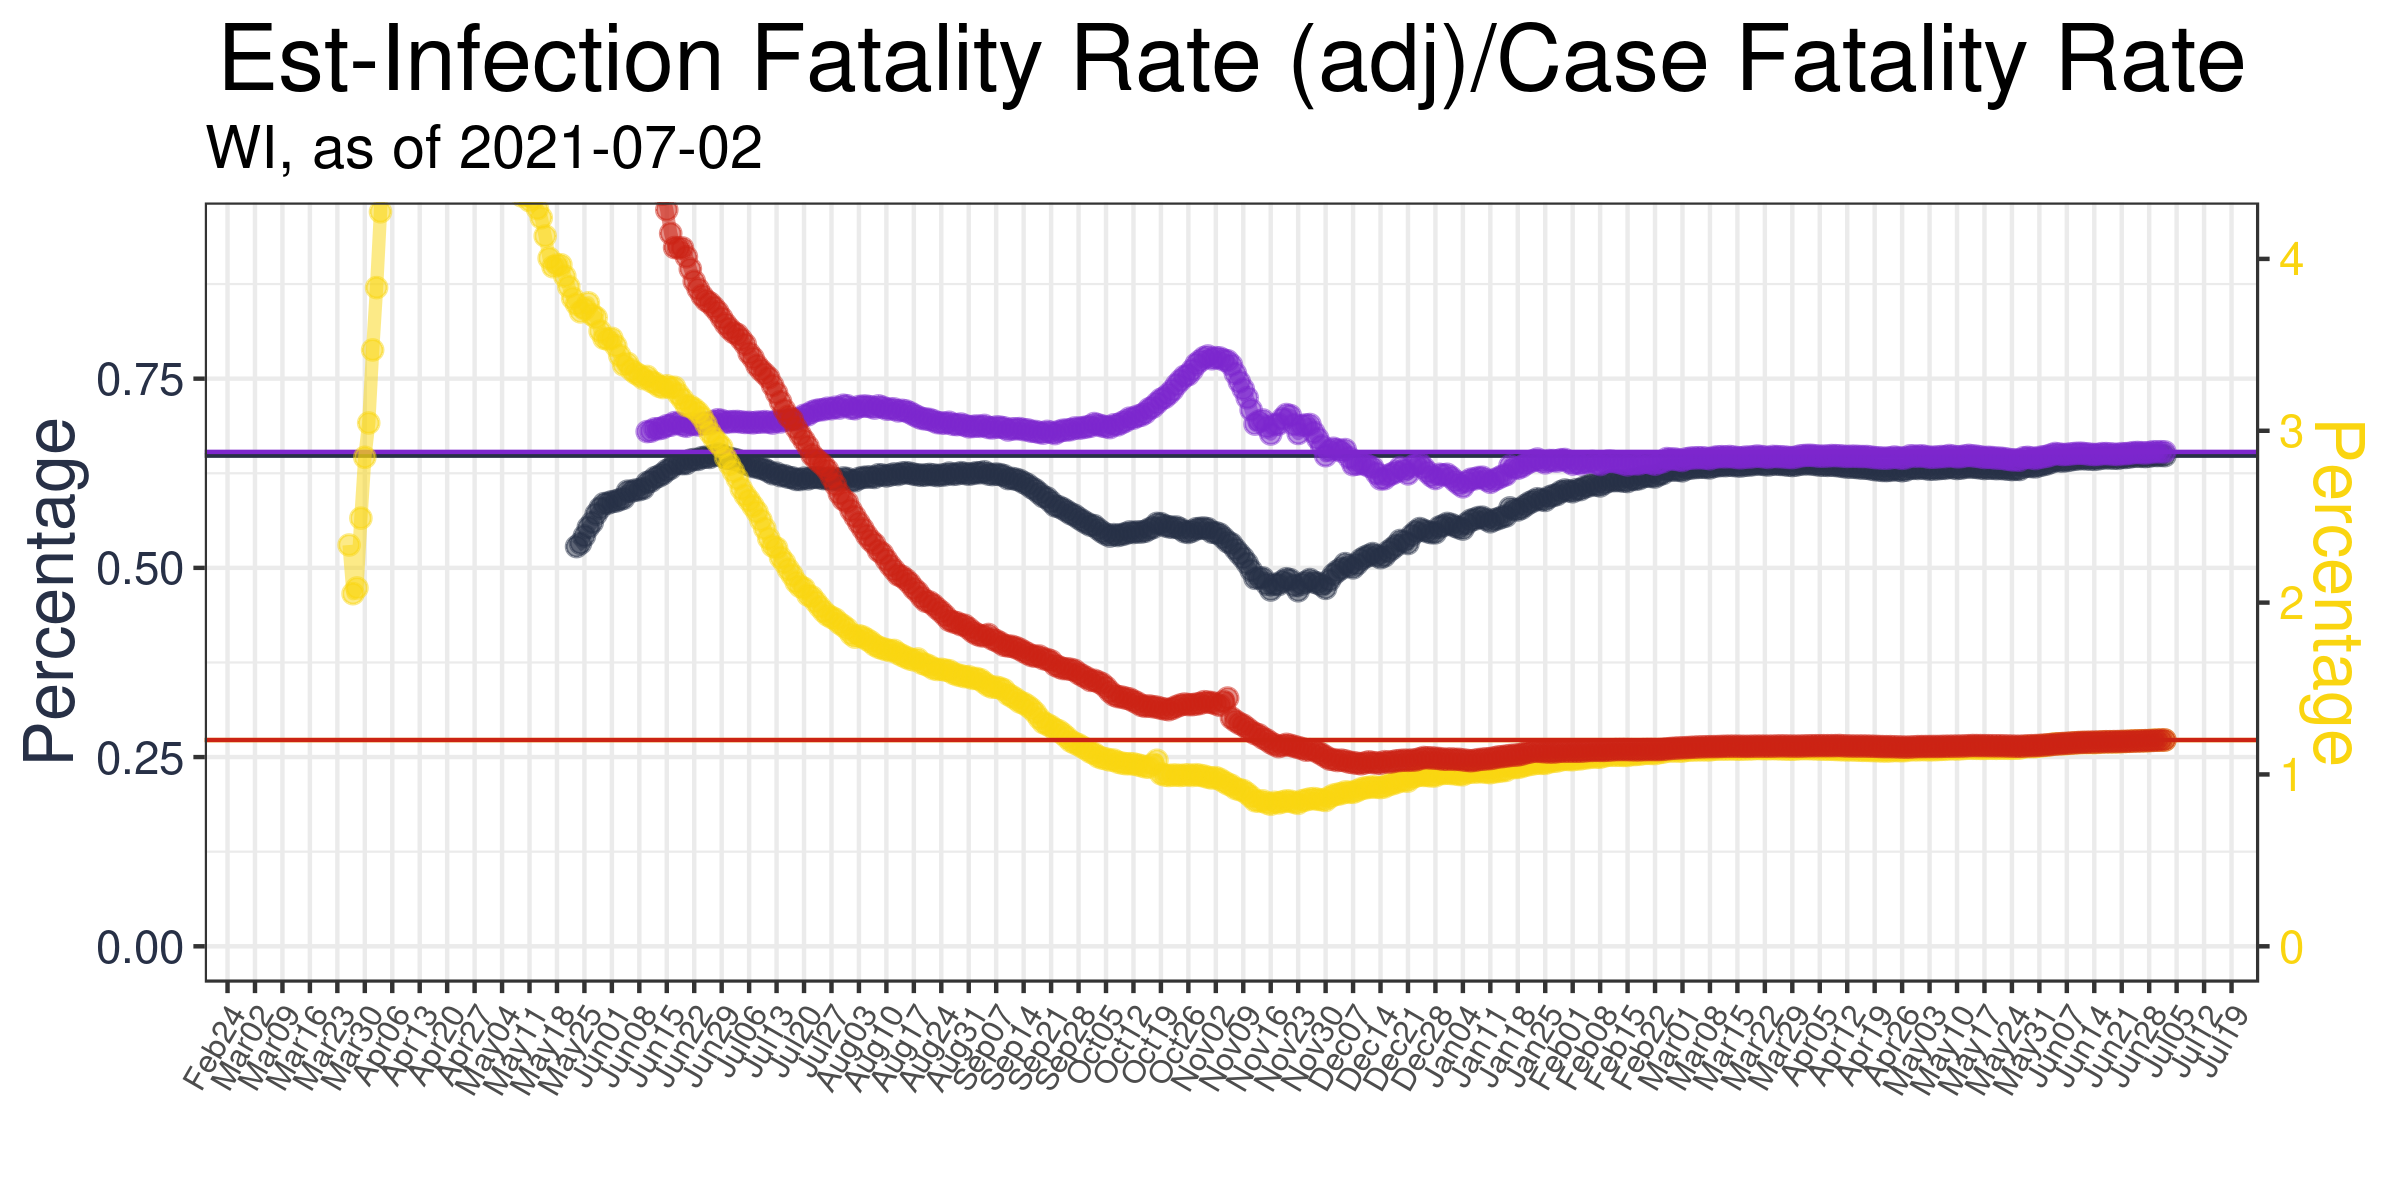 Est-Infection Fatality Rate (adj)/Case Fatality Rate
WI, as of 2021-07-02
Percentage
0.75
0.50
0.25
0.00
4
3
2
1
0
Percentage
Feb24
Mar02
Mar09
Mar16
Mar23
Mar30
Apr06
Apr13
Apr20
Apr27
May04
May11
May18
May25
Jun01
Jun08
Jun15
Jun22
Jun29
Jul06
Jul13
Jul20
Jul27
Aug03
Aug10
Aug17
Aug24
Aug31
Sep07
Sep14
Sep21
Sep28
Oct05
Oct12
Oct19
Oct26
Nov02
Nov09
Nov16
Nov23
Nov30
Dec07
Dec14
Dec21
Dec28
Jan04
Jan11
Jan18
Jan25
Feb01
Feb08
Feb15
Feb22
Mar01
Mar08
Mar15
Mar22
Mar29
Apr05
Apr12
Apr19
Apr26
May03
May10
May17
May24
May31
Jun07
Jun14
Jun21
Jun28
Jul05
Jul12
Jul19